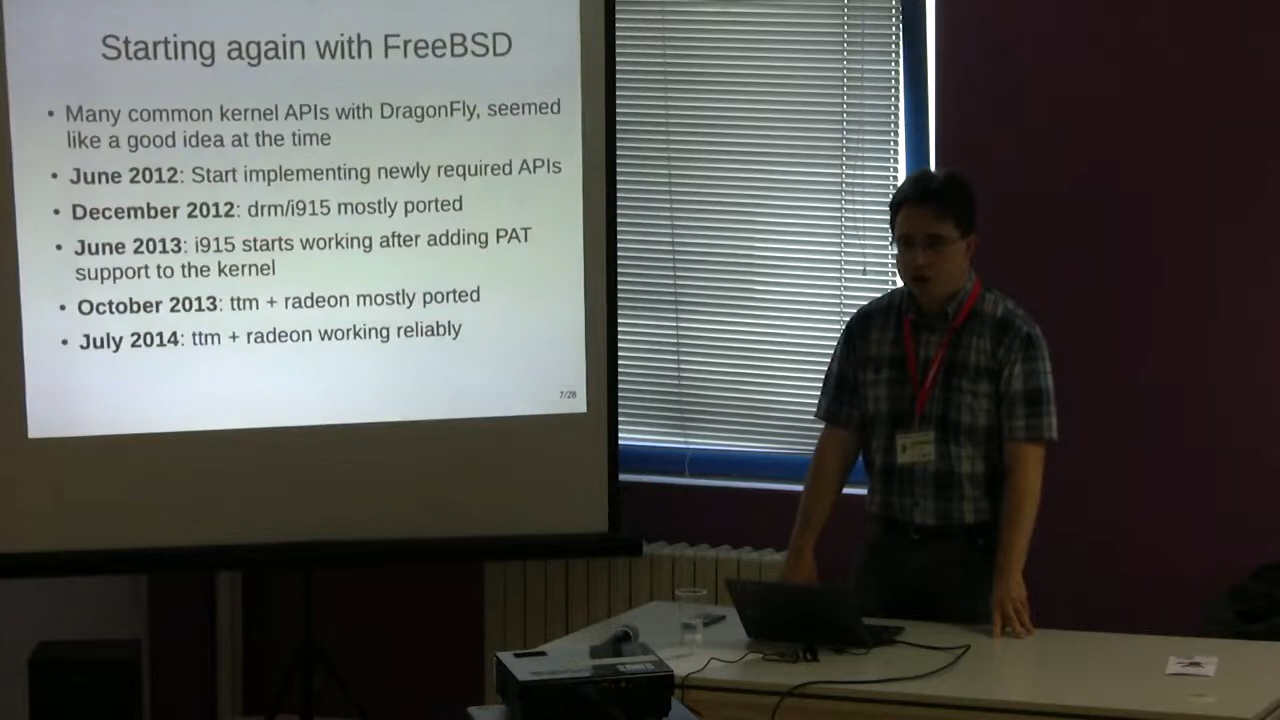 Starting again with FreeBSD
• Many common kernel APIs with DragonFly, seemed
like a good idea at the time
• June 2012: Start implementing newly required APIs
• December 2012: drm/i915 mostly ported
• June 2013: i915 starts working after adding PAT
support to the kernel
• October 2013: ttm + radeon mostly ported
• July 2014: ttm + radeon working reliably
7/28